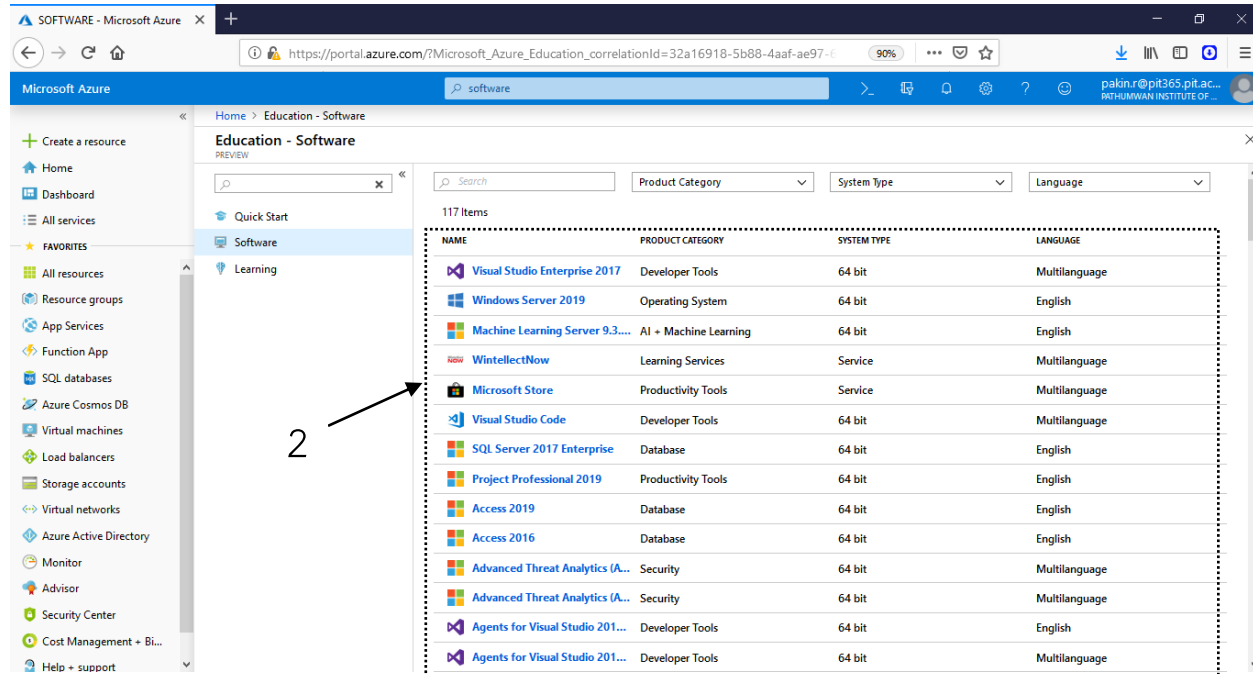 SOFTWARE - Microsoft Azure
https://portal.azure.com/?Microsoft_Azure_Education_correlationId=32a16918-5b88-4aaf-ae97-6
90%
Microsoft Azure
software
pakin.r@pit365.pit.ac...
PATHUMWAN INSTITUTE OF ...
Create a resource
Home
Dashboard
All services
FAVORITES
All resources
Resource groups
App Services
Function App
SQL databases
Azure Cosmos DB
Virtual machines
Load balancers
Storage accounts
Virtual networks
Azure Active Directory
Monitor
Advisor
Security Center
Cost Management + Bi...
Help + support
Home > Education - Software
Education - Software
PREVIEW
Quick Start
Software
Learning
2
Search
Product Category
System Type
Language
117 Items
NAME PRODUCT CATEGORY SYSTEM TYPE LANGUAGE
Visual Studio Enterprise 2017 Developer Tools 64 bit Multilanguage
Windows Server 2019 Operating System 64 bit English
Machine Learning Server 9.3.... AI + Machine Learning 64 bit English
WintellectNow Learning Services Service Multilanguage
Microsoft Store Productivity Tools Service Multilanguage
Visual Studio Code Developer Tools 64 bit Multilanguage
SQL Server 2017 Enterprise Database 64 bit English
Project Professional 2019 Productivity Tools 64 bit English
Access 2019 Database 64 bit English
Access 2016 Database 64 bit English
Advanced Threat Analytics (A... Security 64 bit Multilanguage
Advanced Threat Analytics (A... Security 64 bit Multilanguage
Agents for Visual Studio 201... Developer Tools 64 bit English
Agents for Visual Studio 201... Developer Tools 64 bit Multilanguage